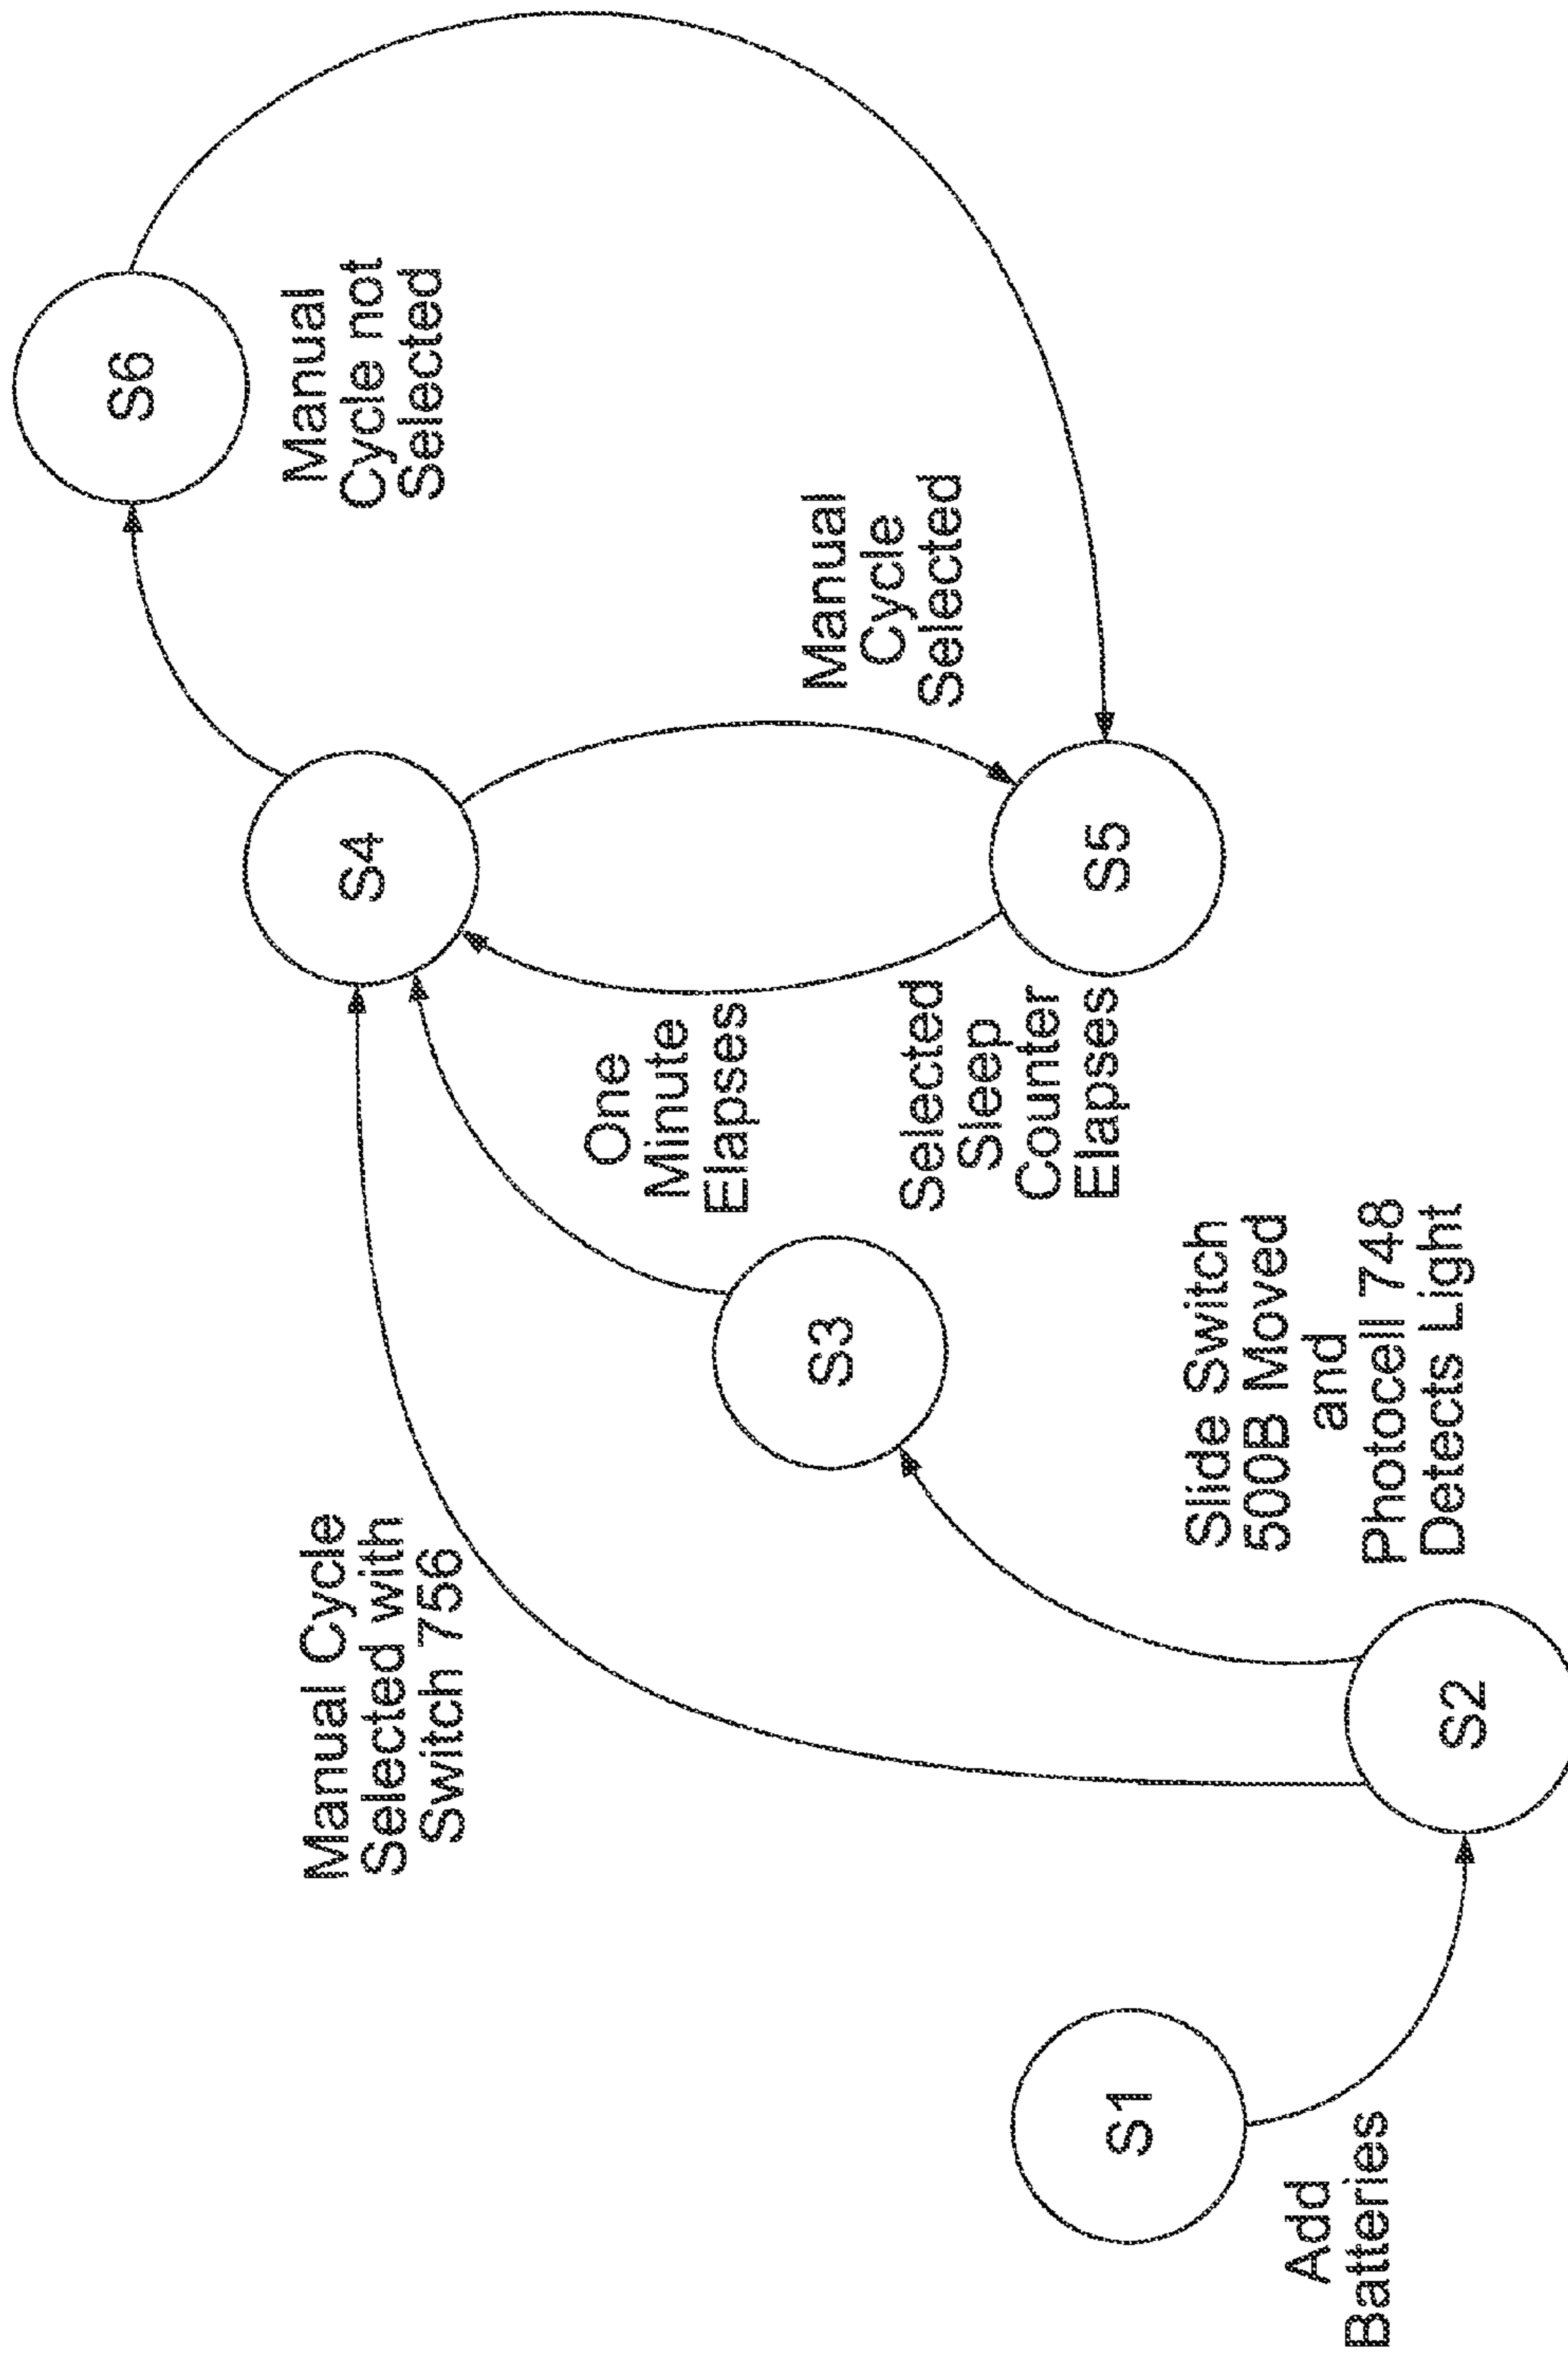 S6
Manual
Cycle not
Selected
S4
Manual
Cycle
Selected
Manual Cycle
Selected with
Switch 756
One
Minute
Elapses
S3
S5
Selected
Sleep
Counter
Elapses
Slide Switch
500B Moved
and
Photocell 748
Detects Light
S1
S2
Add
Batteries